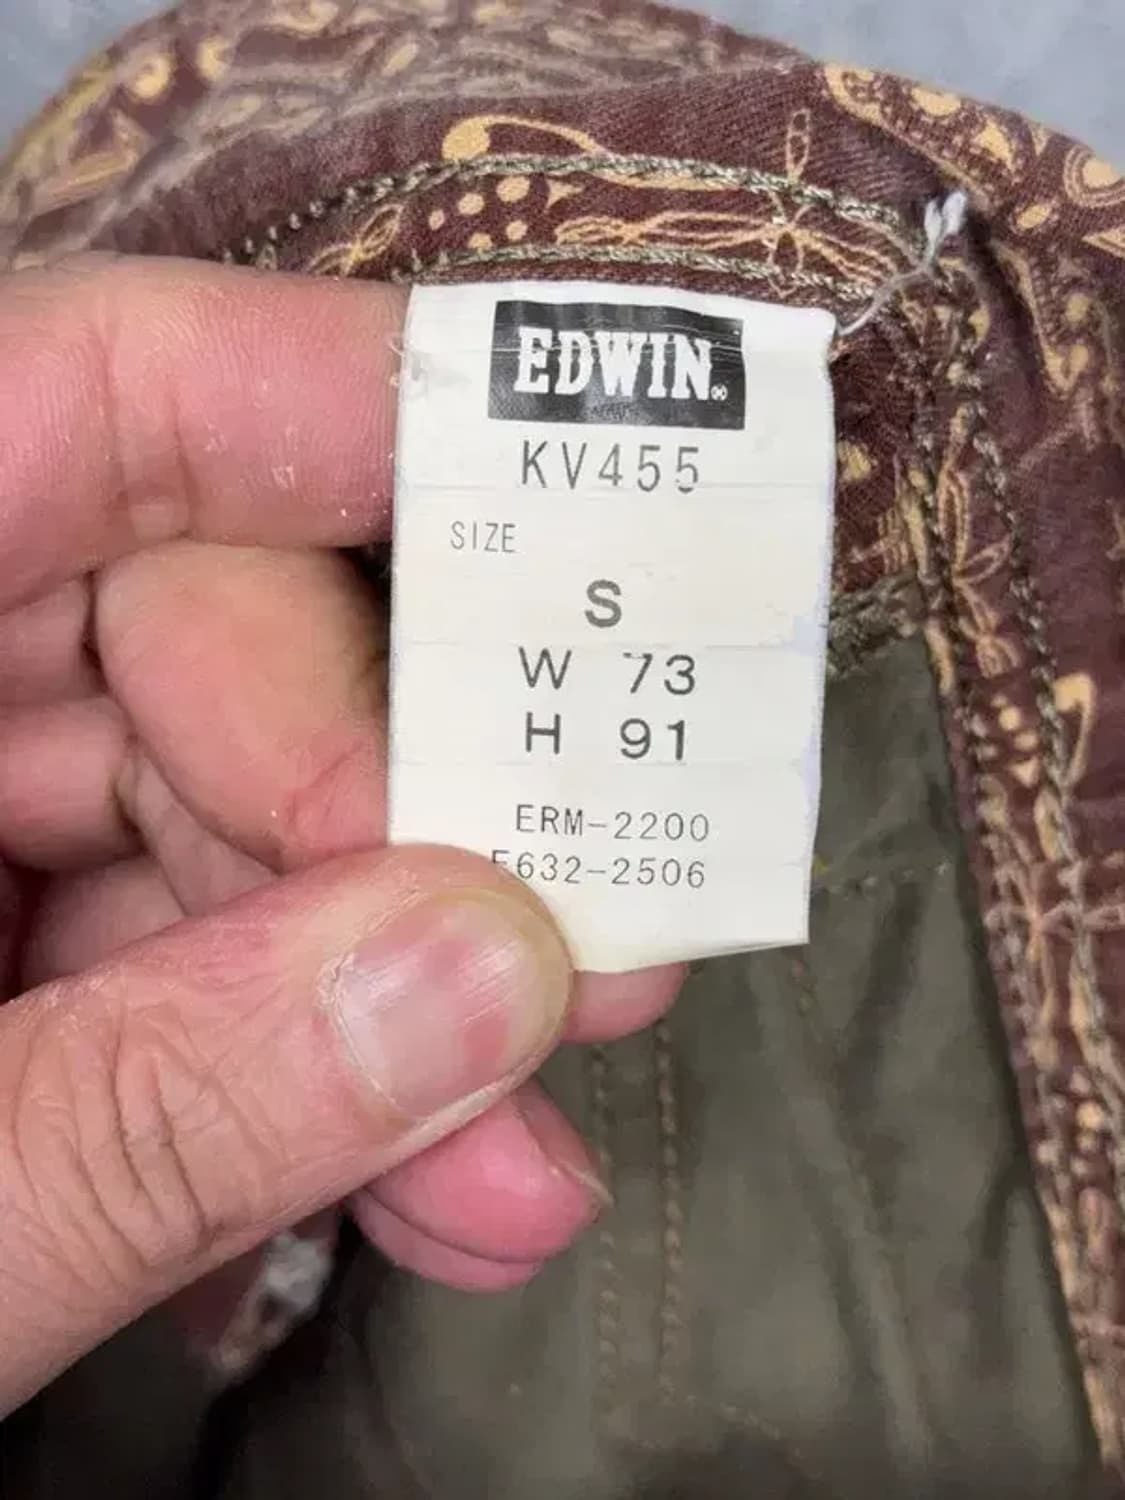 EDWIN
KV455
SIZE
S
W 73
H 91
ERM-2200
E632-2506